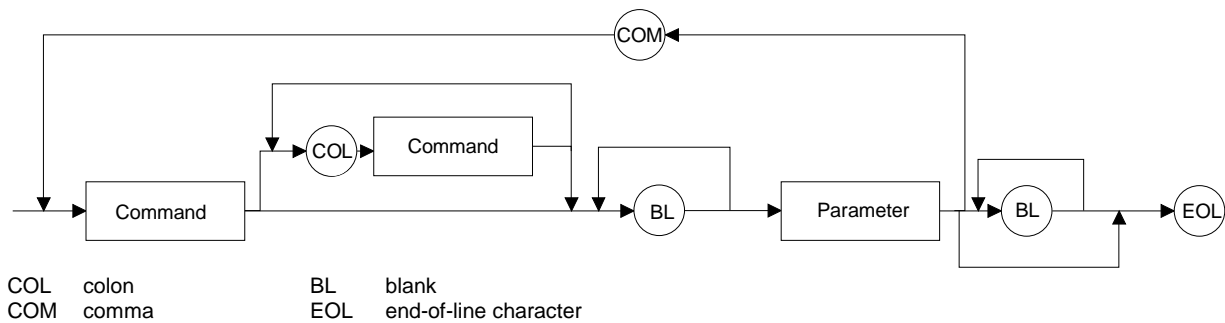 COM
COL
Command
Command
BL
Parameter
BL
EOL
COL colon BL blank
COM comma EOL end-of-line character